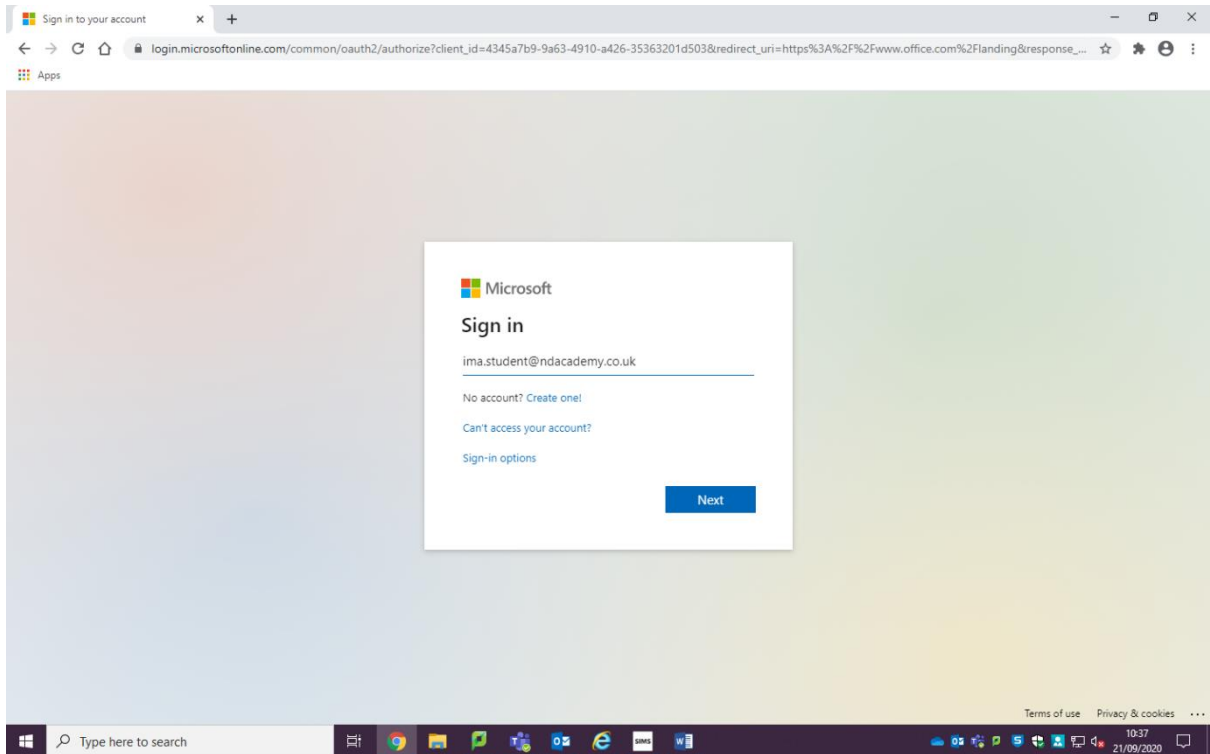 Sign in to your account
login.microsoftonline.com/common/oauth2/authorize?client_id=4345a7b9-9a63-4910-a426-35363201d503&redirect_uri=https%3A%2F%2Fwww.office.com%2Flanding&response_...
Apps
Microsoft
Sign in
ima.student@ndacademy.co.uk
No account? Create one!
Can't access your account?
Sign-in options
Next
Terms of use Privacy & cookies ...
Type here to search
SIMS
10:37
21/09/2020